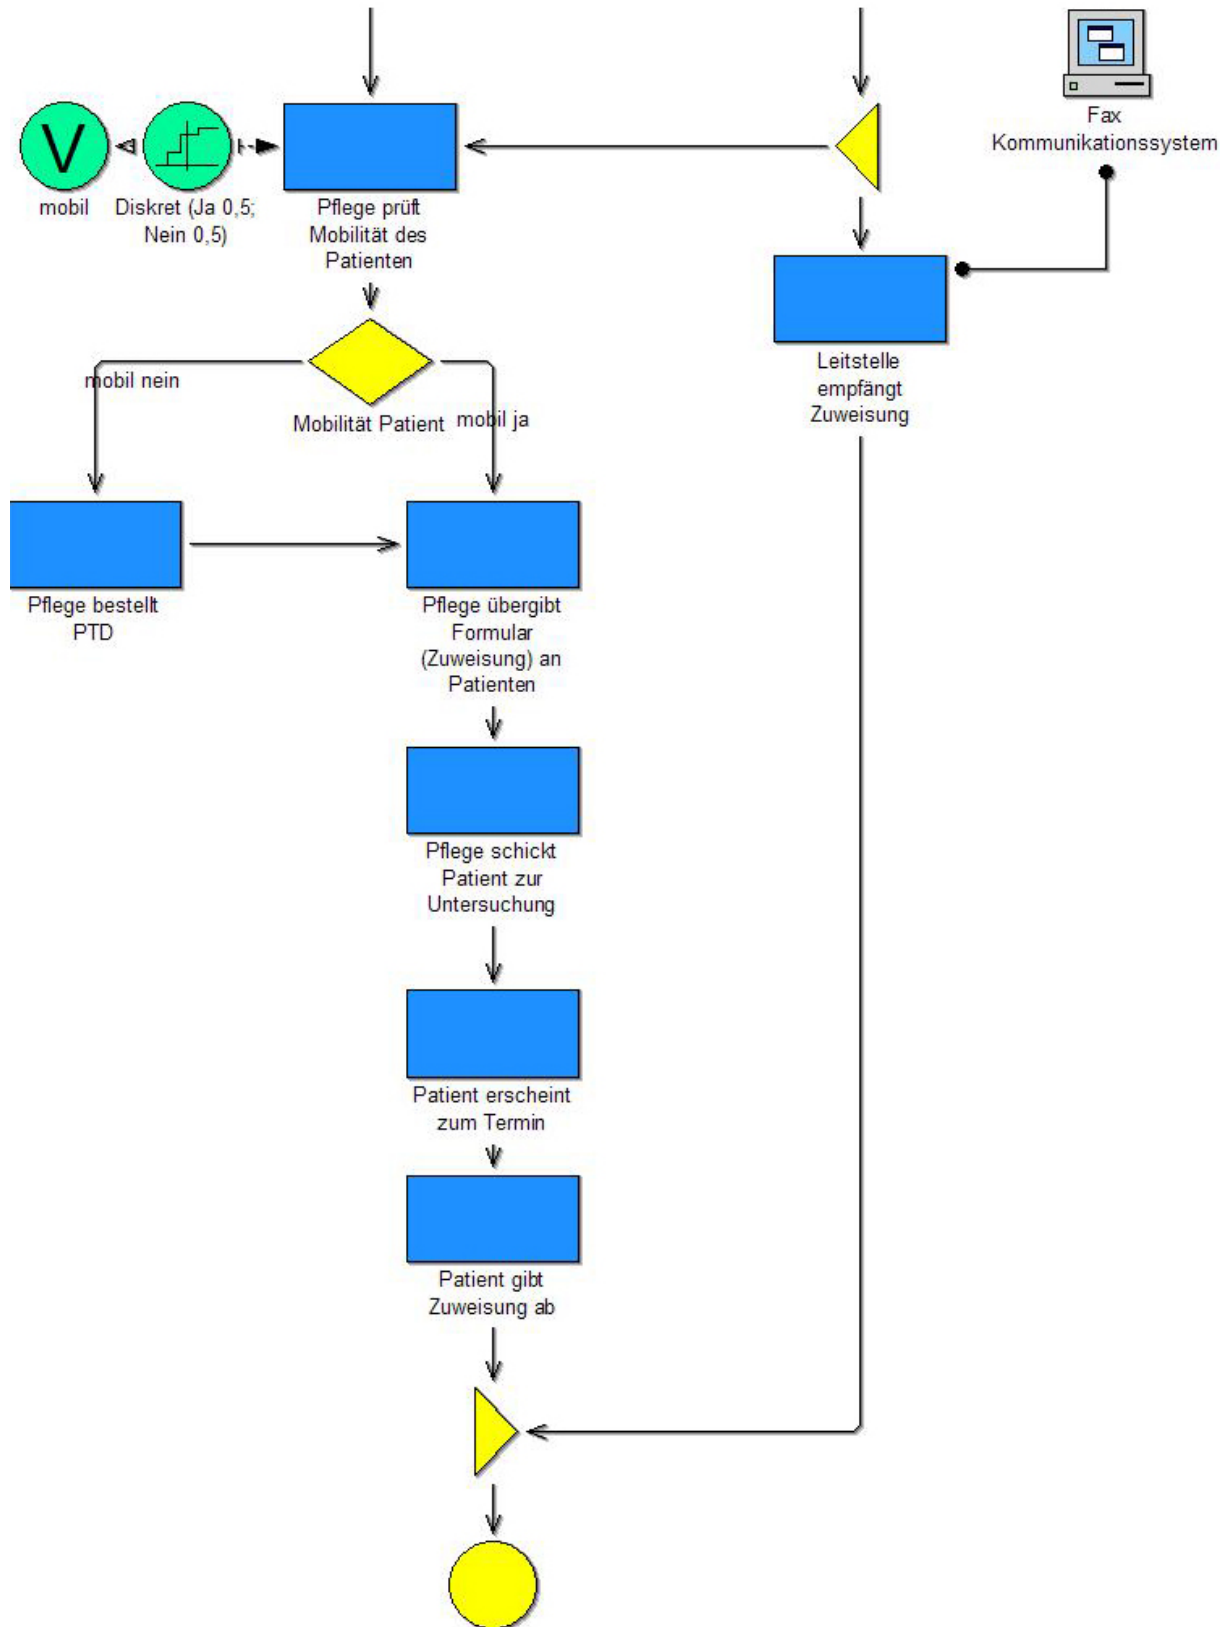 Fax
Kommunikationssystem
mobil
Diskret (Ja 0,5;
Nein 0,5)
Pflege prüft
Mobilität des
Patienten
Leitstelle
empfängt
Zuweisung
mobil nein
Mobilität Patient
mobil ja
Pflege bestellt
PTD
Pflege übergibt
Formular
(Zuweisung) an
Patienten
Pflege schickt
Patient zur
Untersuchung
Patient erscheint
zum Termin
Patient gibt
Zuweisung ab
V